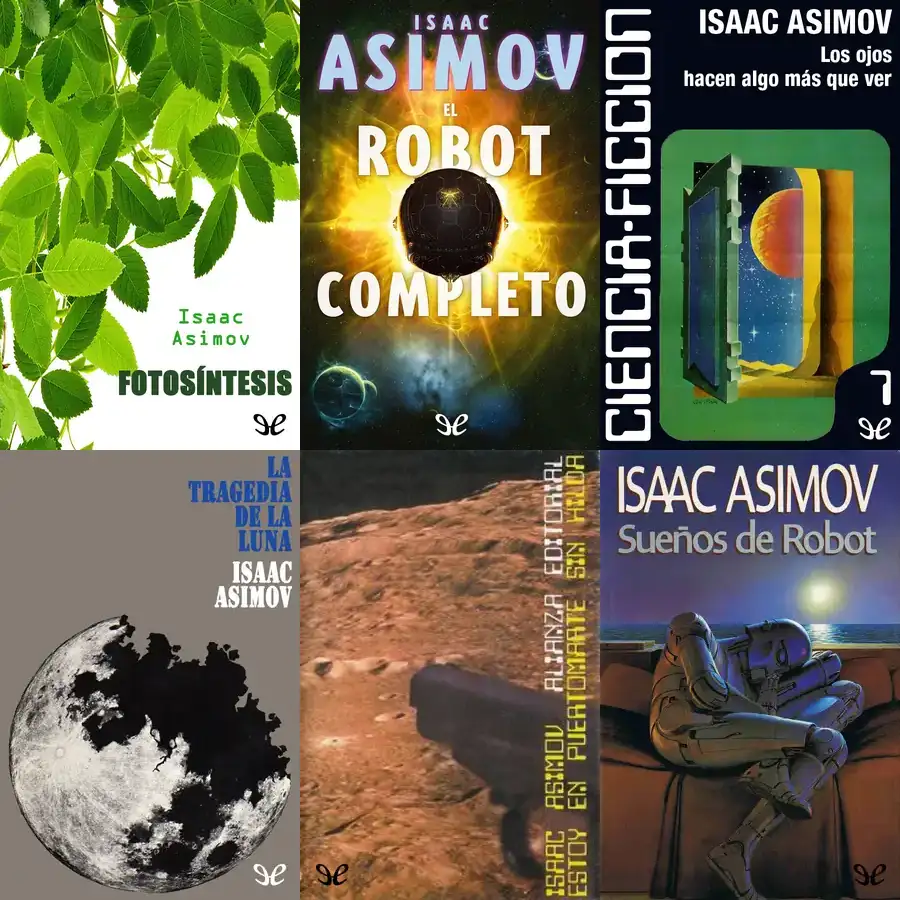 Isaac
Asimov
FOTOSÍNTESIS
ISAAC
ASIMOV
EL
ROBOT
COMPLETO
CIENCIA-FICCION
ISAAC ASIMOV
Los ojos
hacen algo más que ver
7
LA
TRAGEDIA
DE LA
LUNA
ISAAC
ASIMOV
ISAAC ASIMOV ALIANZA EDITORIAL
ESTOY EN PUERTOMARTE SIN HILDA
ISAAC ASIMOV
Sueños de Robot